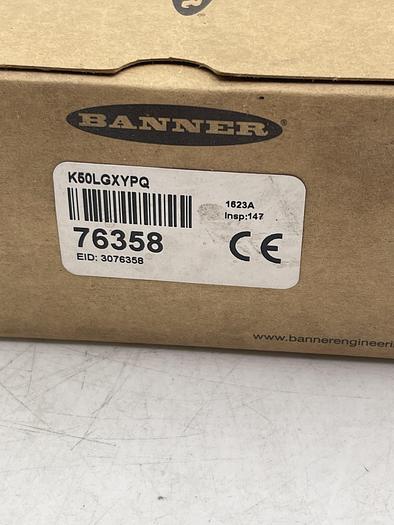 BANNER
K50LGXYPQ
1623A
Insp:147
76358
EID: 3076358
CE
www.bannerengineeri